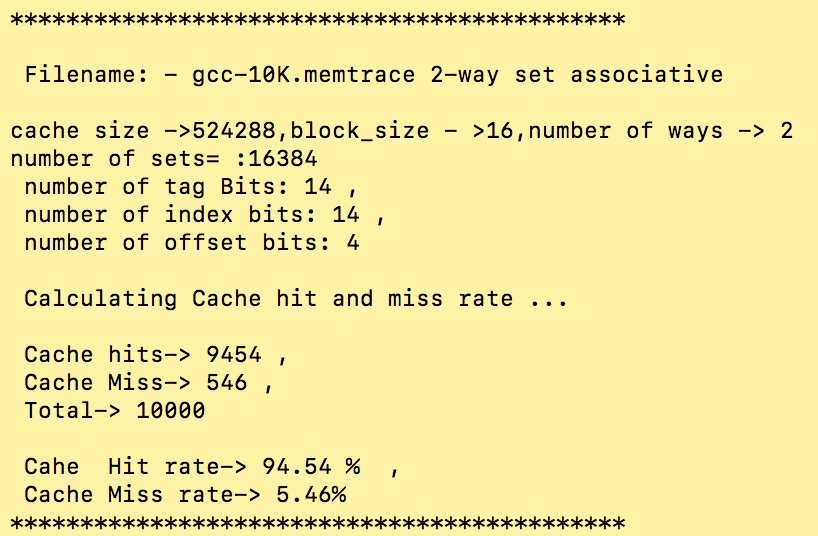 ********************************************
Filename: - gcc-10K.memtrace 2-way set associative
cache size ->524288,block_size - >16,number of ways -> 2
number of sets= :16384
number of tag Bits: 14 ,
number of index bits: 14 ,
number of offset bits: 4
Calculating Cache hit and miss rate ...
Cache hits-> 9454 ,
Cache Miss-> 546 ,
Total-> 10000
Cahe  Hit rate-> 94.54 %  ,
Cache Miss rate-> 5.46%
********************************************